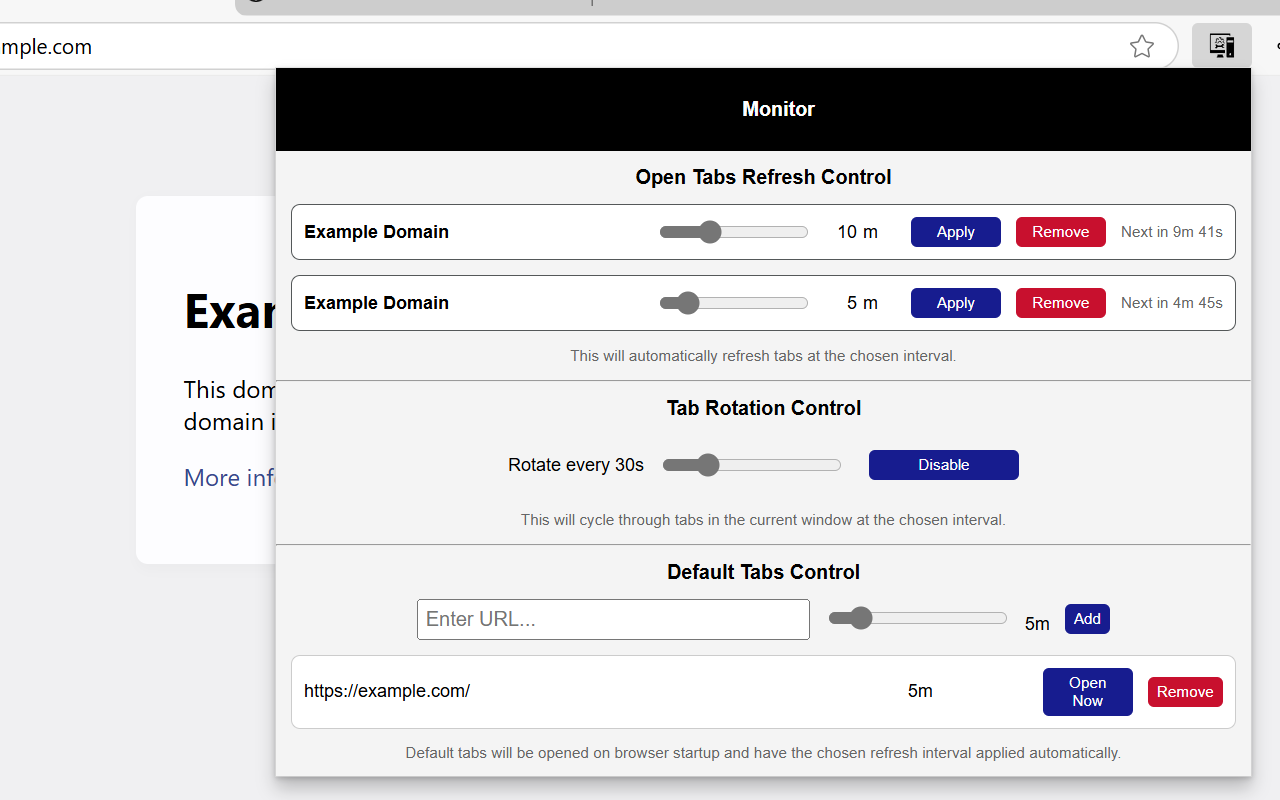 mple.com
Monitor
Open Tabs Refresh Control
Example Domain 10 m Apply Remove Next in 9m 41s
Example Domain 5 m Apply Remove Next in 4m 45s
This will automatically refresh tabs at the chosen interval.
Tab Rotation Control
Rotate every 30s Disable
This will cycle through tabs in the current window at the chosen interval.
Default Tabs Control
Enter URL... 5m Add
https://example.com/ 5m Open Now Remove
Default tabs will be opened on browser startup and have the chosen refresh interval applied automatically.
Exar
This dom
domain i
More inf